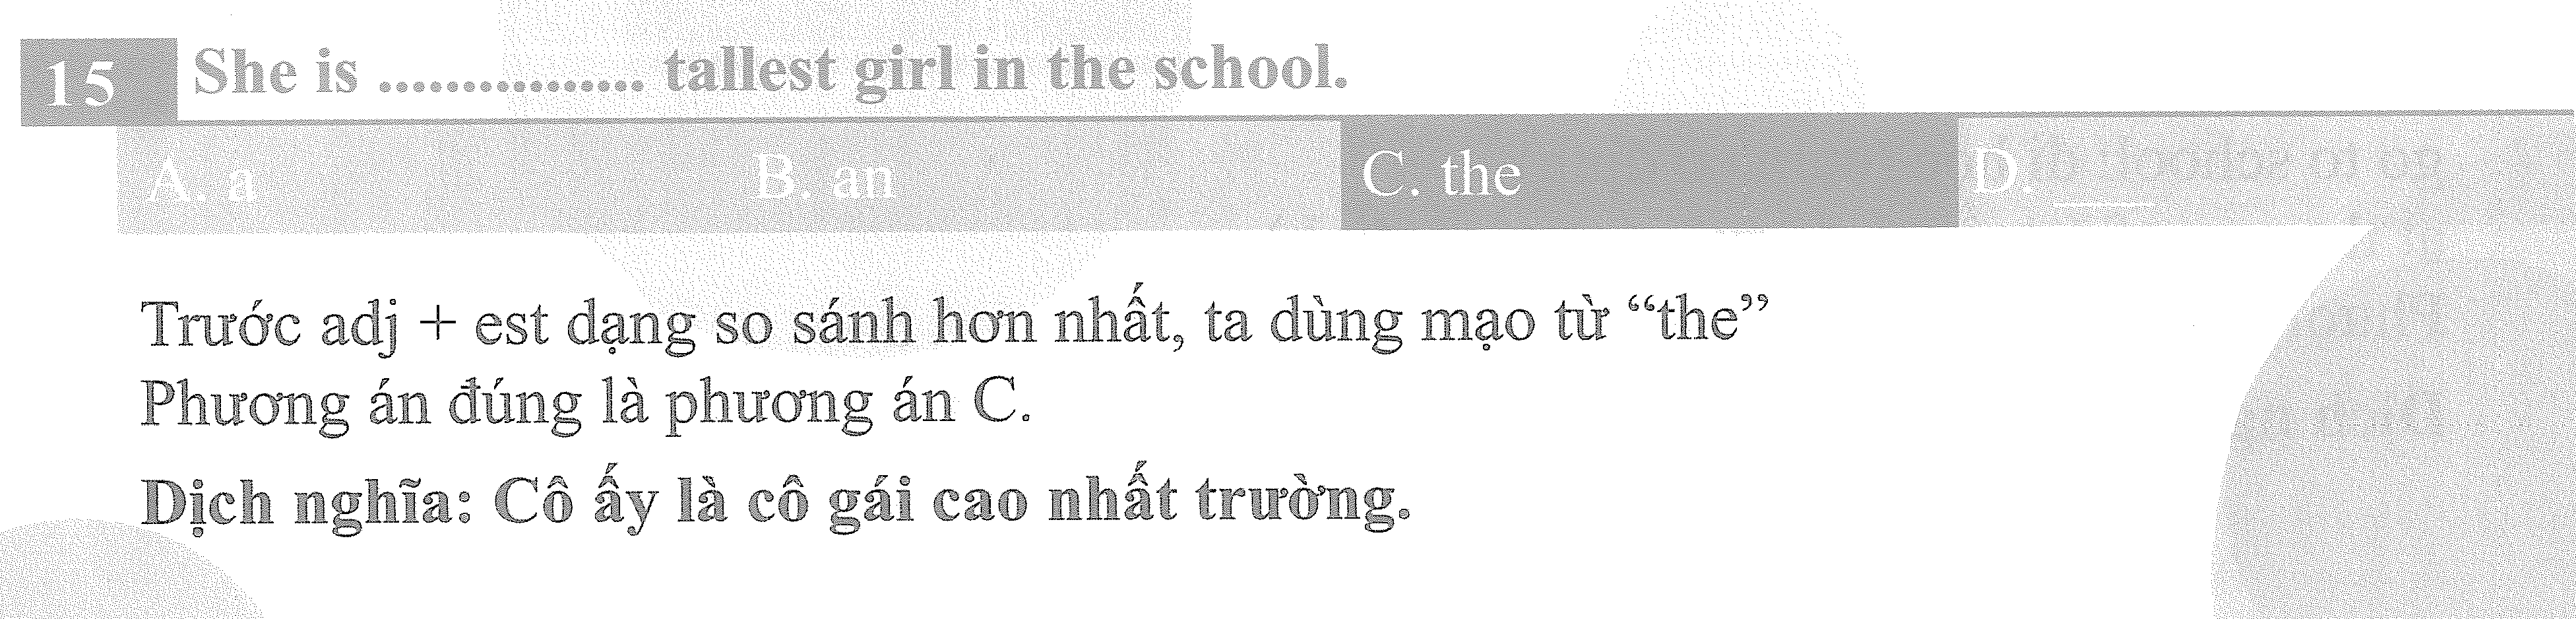 15 She is ................ tallest girl in the school.
A. a B. an C. the D. ____
Trước adj + est dạng so sánh hơn nhất, ta dùng mạo từ “the”
Phương án đúng là phương án C.
Dịch nghĩa: Cô ấy là cô gái cao nhất trường.